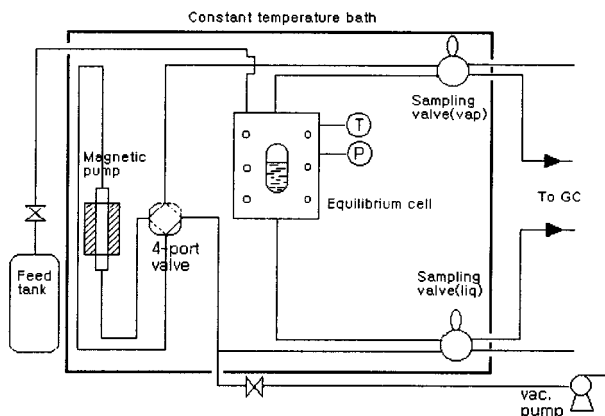 Constant temperature bath
Sampling
valve(vap)
T
Magnetic
pump
P
To GC
Equilibrium cell
4-port
valve
Feed
tank
Sampling
valve(liq)
vac.
pump